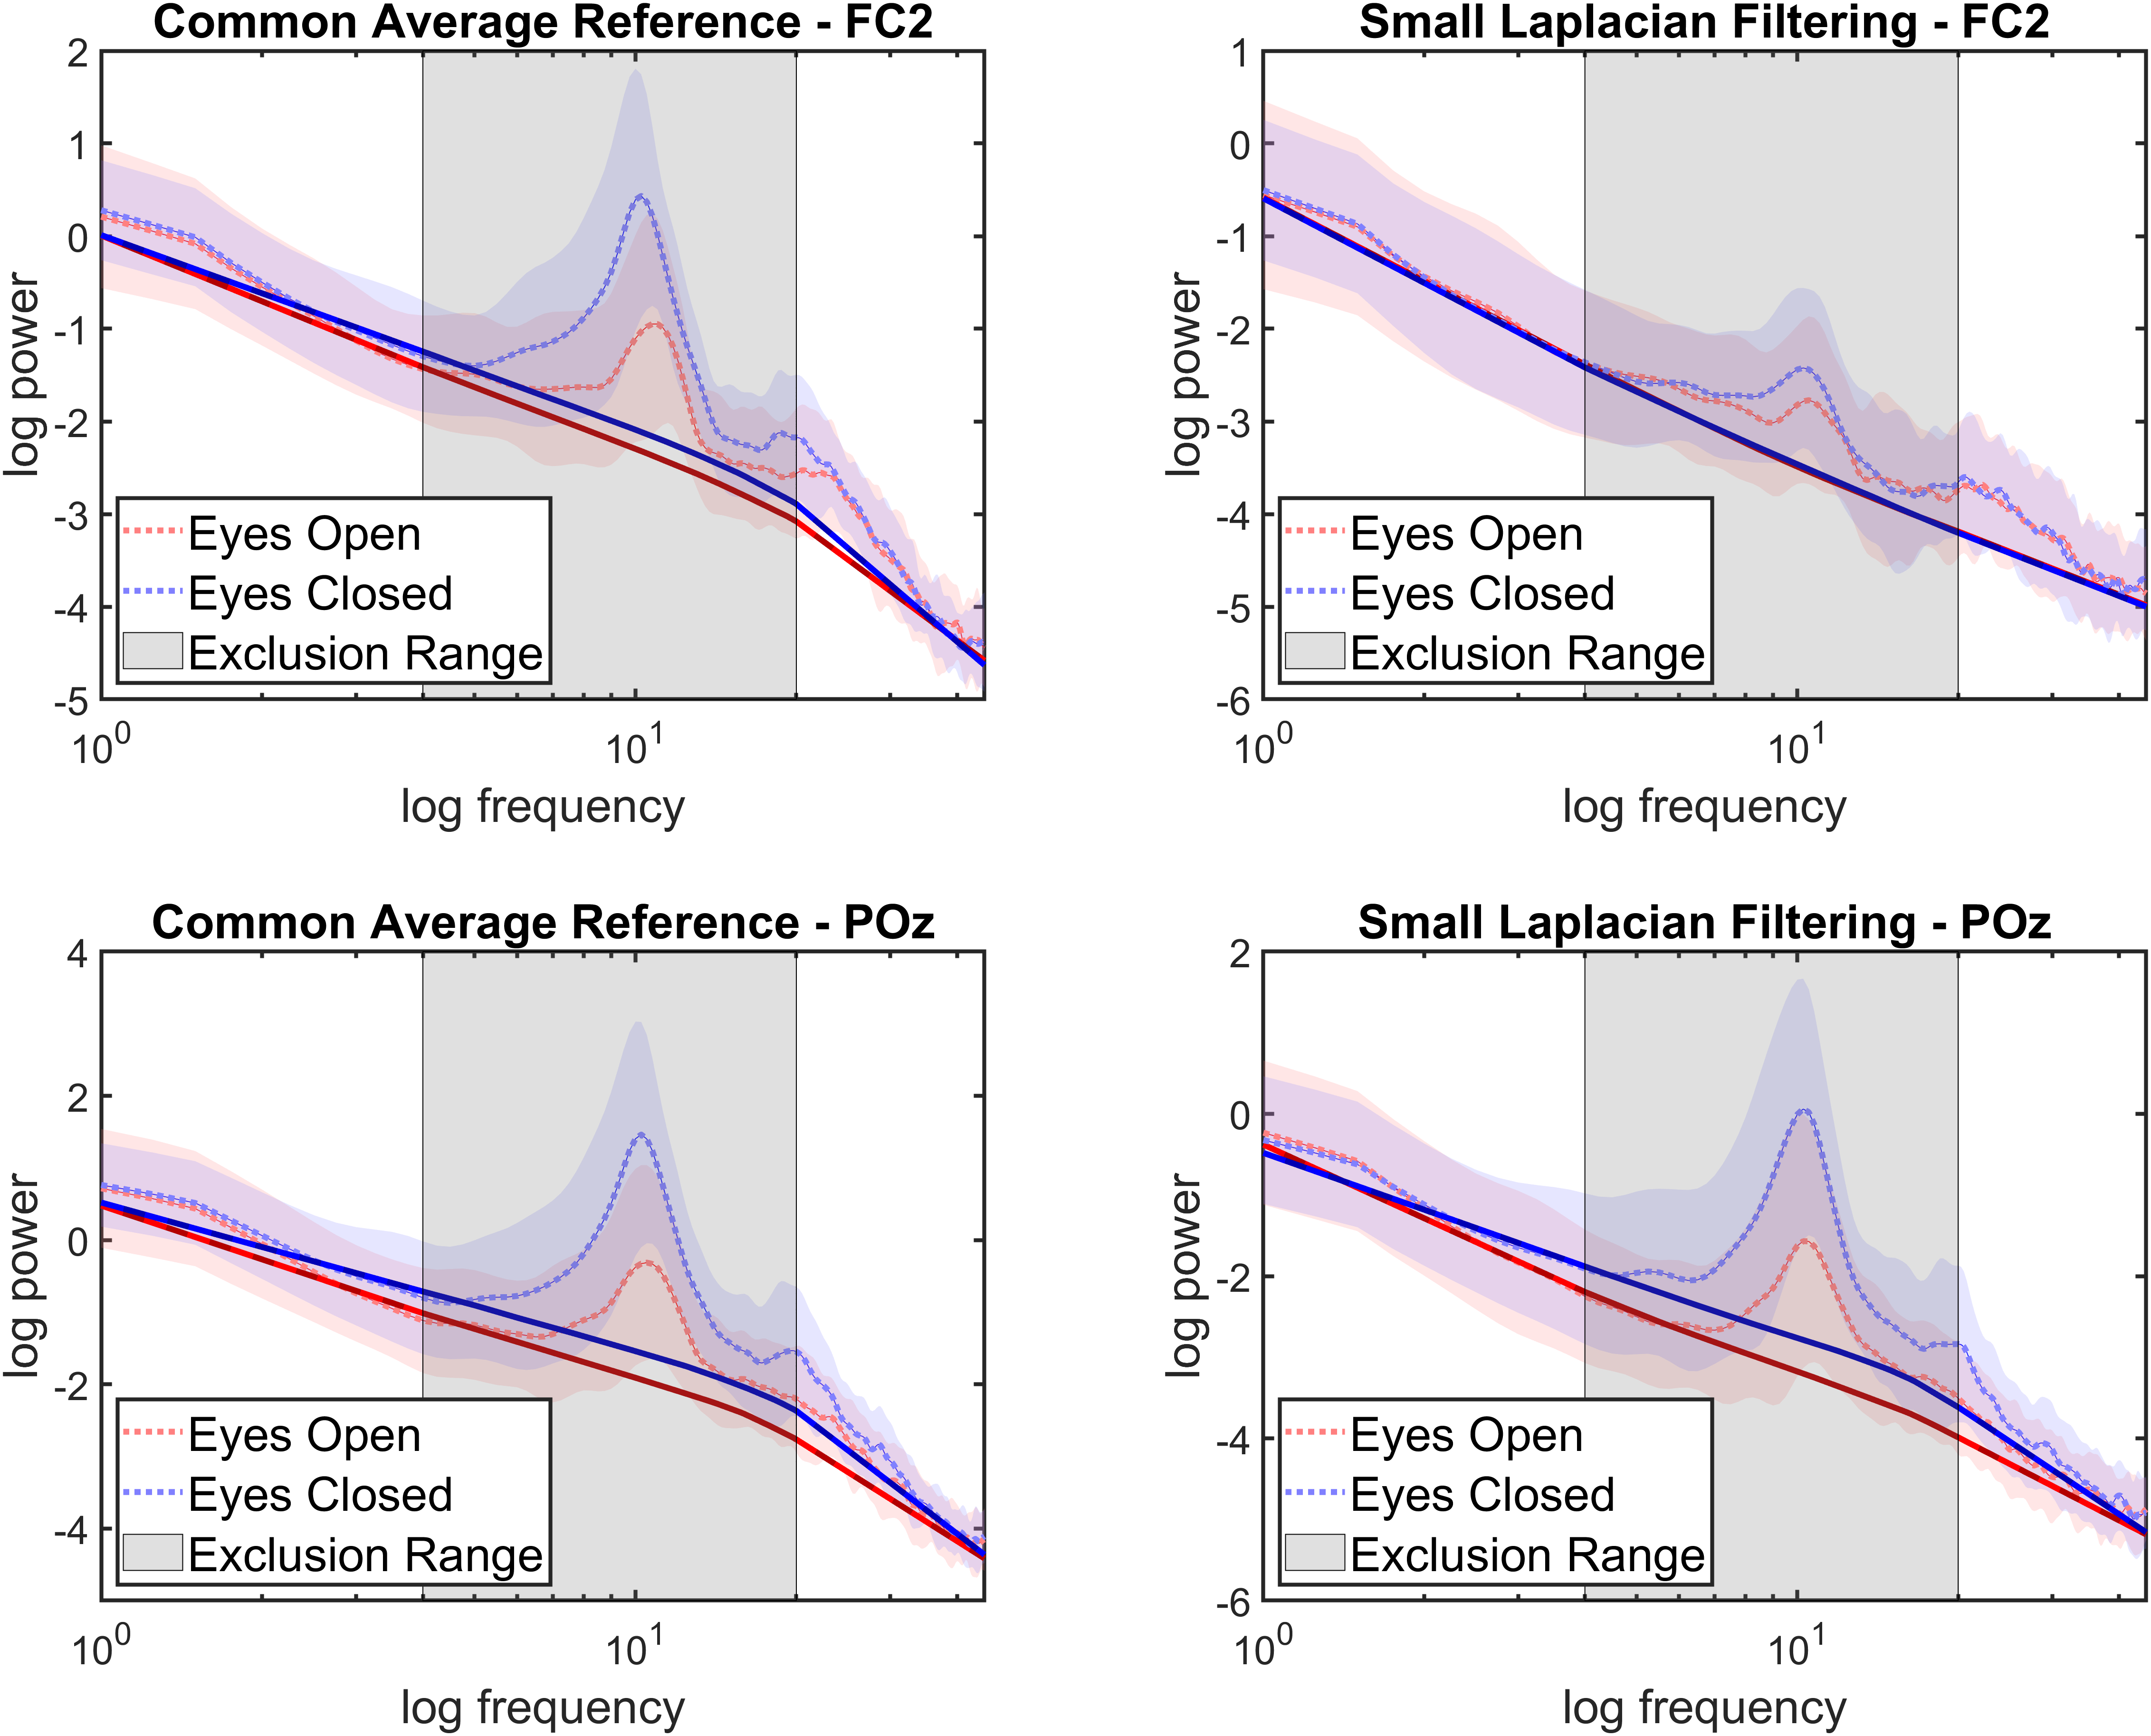 Common Average Reference - FC2
2
1
0
-1
-2
-3
-4
-5
log power
Eyes Open
Eyes Closed
Exclusion Range
10^0
10^1
log frequency
Small Laplacian Filtering - FC2
1
0
-1
-2
-3
-4
-5
-6
log power
Eyes Open
Eyes Closed
Exclusion Range
10^0
10^1
log frequency
Common Average Reference - POz
4
2
0
-2
-4
log power
Eyes Open
Eyes Closed
Exclusion Range
10^0
10^1
log frequency
Small Laplacian Filtering - POz
2
0
-2
-4
-6
log power
Eyes Open
Eyes Closed
Exclusion Range
10^0
10^1
log frequency